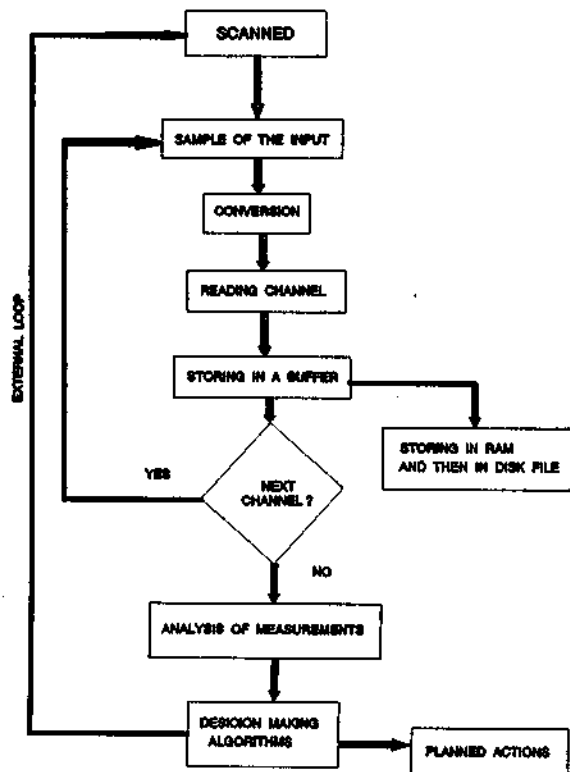 SCANNED
SAMPLE OF THE INPUT
CONVERSION
READING CHANNEL
EXTERNAL LOOP
STORING IN A BUFFER
STORING IN RAM
AND THEN IN DISK FILE
YES
NEXT
CHANNEL?
NO
ANALYSIS OF MEASUREMENTS
DESICION MAKING
ALGORITHMS
PLANNED ACTIONS